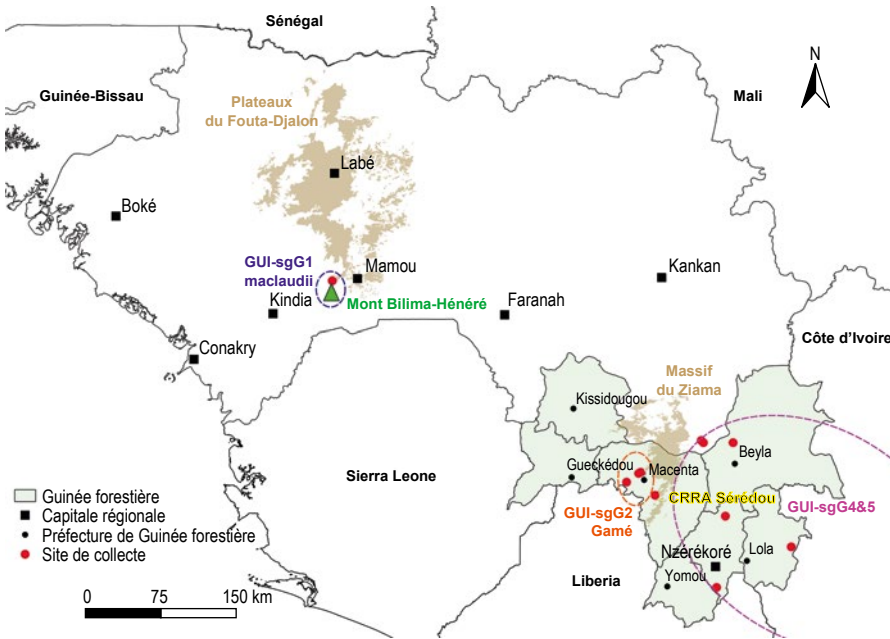 Sénégal
N
Guinée-Bissau
Mali
Plateaux
du Fouta-Djalon
Labé
Boké
GUI-sgG1
maclaudii
Mamou
Kankan
Kindia
Mont Bilima-Hénéré
Faranah
Côte d'Ivoire
Conakry
Massif
du Ziama
Kissidougou
Beyla
Sierra Leone
Gueckédou
Macenta
CRRA Sérédou
GUI-sgG4&5
GUI-sgG2
Gamé
Guinée forestière
Capitale régionale
Préfecture de Guinée forestière
Site de collecte
Nzérékoré
Lola
Liberia
Yomou
0 75 150 km